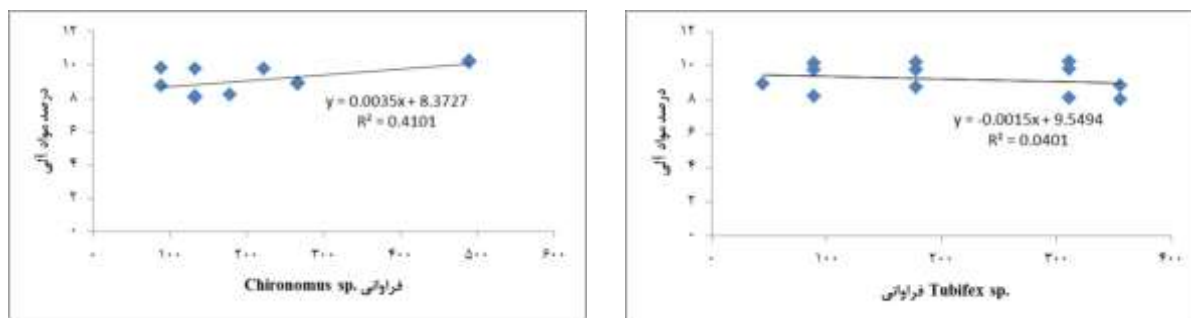 ۱۲
۱۰
۸
۶
۴
۲
۰
درصد مواد آلی
y = 0.0035x + 8.3727
R² = 0.4101
۰ ۱۰۰ ۲۰۰ ۳۰۰ ۴۰۰ ۵۰۰ ۶۰۰
فراوانی Chironomus sp.
۱۲
۱۰
۸
۶
۴
۲
۰
درصد مواد آلی
y = -0.0015x + 9.5494
R² = 0.0401
۰ ۱۰۰ ۲۰۰ ۳۰۰ ۴۰۰
فراوانی Tubifex sp.